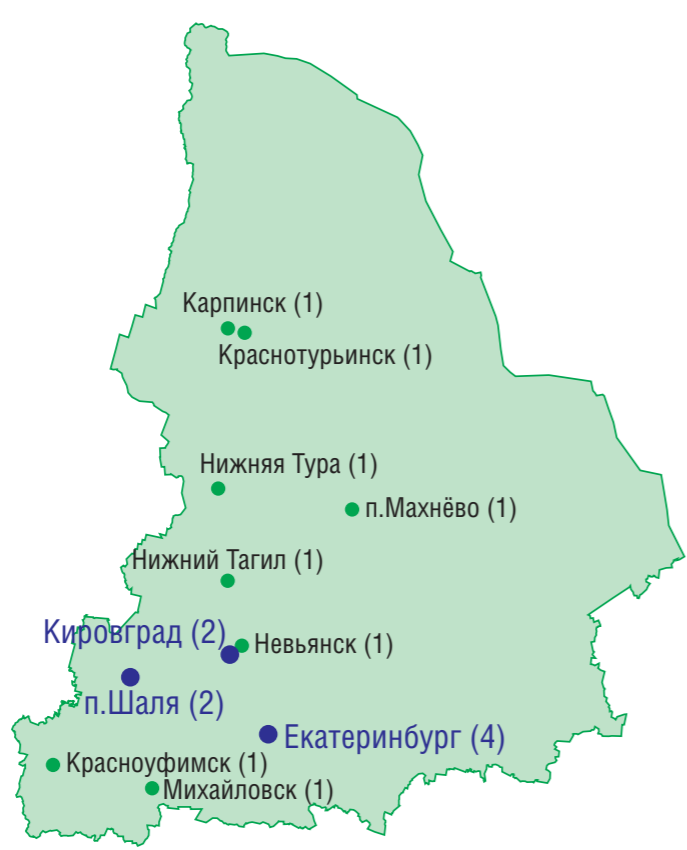 Карпинск (1)
Краснотурьинск (1)
Нижняя Тура (1)
п.Махнёво (1)
Нижний Тагил (1)
Кировград (2)
Невьянск (1)
п.Шаля (2)
Екатеринбург (4)
Красноуфимск (1)
Михайловск (1)